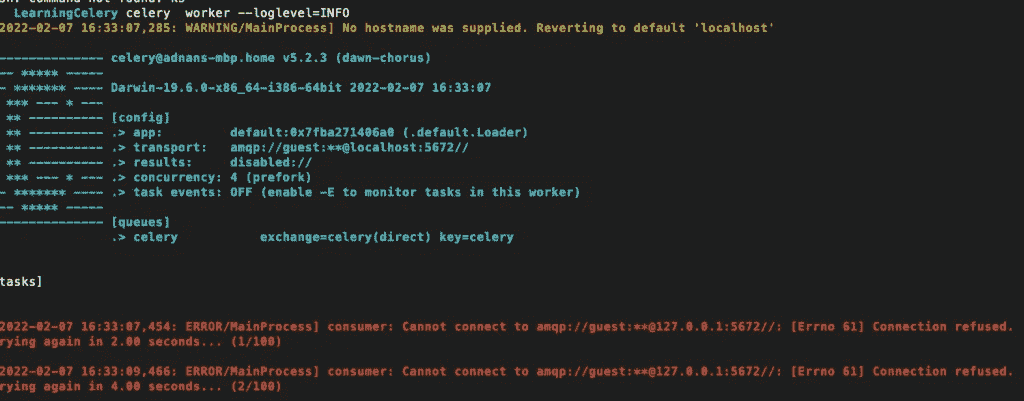 command not found: ks
LearningCelery celery  worker --loglevel=INFO
2022-02-07 16:33:07,285: WARNING/MainProcess] No hostname was supplied. Reverting to default 'localhost'
-------------- celery@adnans-mbp.home v5.2.3 (dawn-chorus)
-- ***** -----
- ******* ---- Darwin-19.6.0-x86_64-i386-64bit 2022-02-07 16:33:07
*** --- * ---
** ---------- [config]
** ---------- .> app:         default:0x7fba271406a0 (.default.Loader)
** ---------- .> transport:   amqp://guest:**@localhost:5672//
** ---------- .> results:     disabled://
*** --- * --- .> concurrency: 4 (prefork)
- ******* ---- .> task events: OFF (enable -E to monitor tasks in this worker)
-- ***** -----
-------------- [queues]
.> celery           exchange=celery(direct) key=celery
tasks]
2022-02-07 16:33:07,454: ERROR/MainProcess] consumer: Cannot connect to amqp://guest:**@127.0.0.1:5672//: [Errno 61] Connection refused.
rying again in 2.00 seconds... (1/100)
2022-02-07 16:33:09,466: ERROR/MainProcess] consumer: Cannot connect to amqp://guest:**@127.0.0.1:5672//: [Errno 61] Connection refused.
rying again in 4.00 seconds... (2/100)